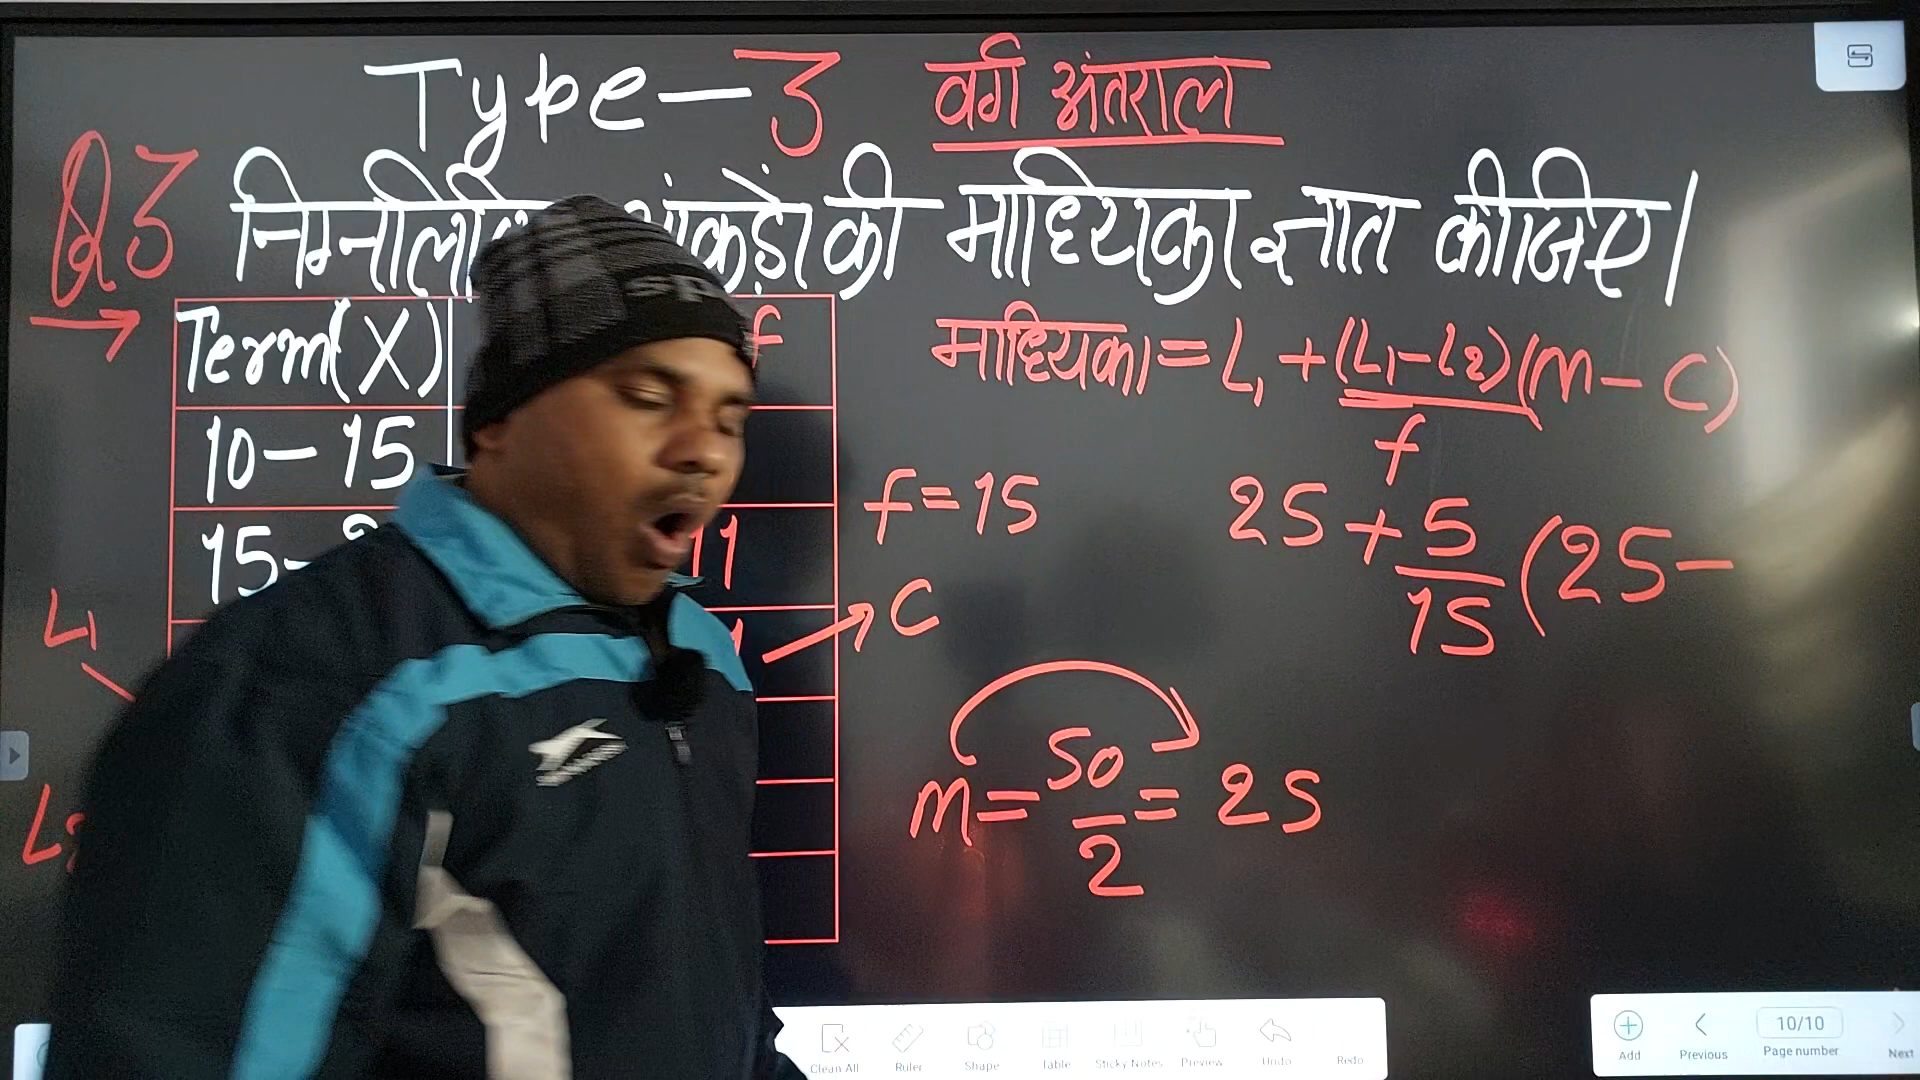 Type-3 वर्ग अंतराल
Q3 आंकड़ों की माध्यिका ज्ञात कीजिए।
Term(X) f
माध्यिका = L1 + (L1-L2)(m-c)
f
10-15
f=15
25+5/15(25-
15-
11
L1
C
m=50/2=25
Clean All Ruler Shape Table Sticky Notes Preview Undo Redo
Add Previous 10/10 Page number Next